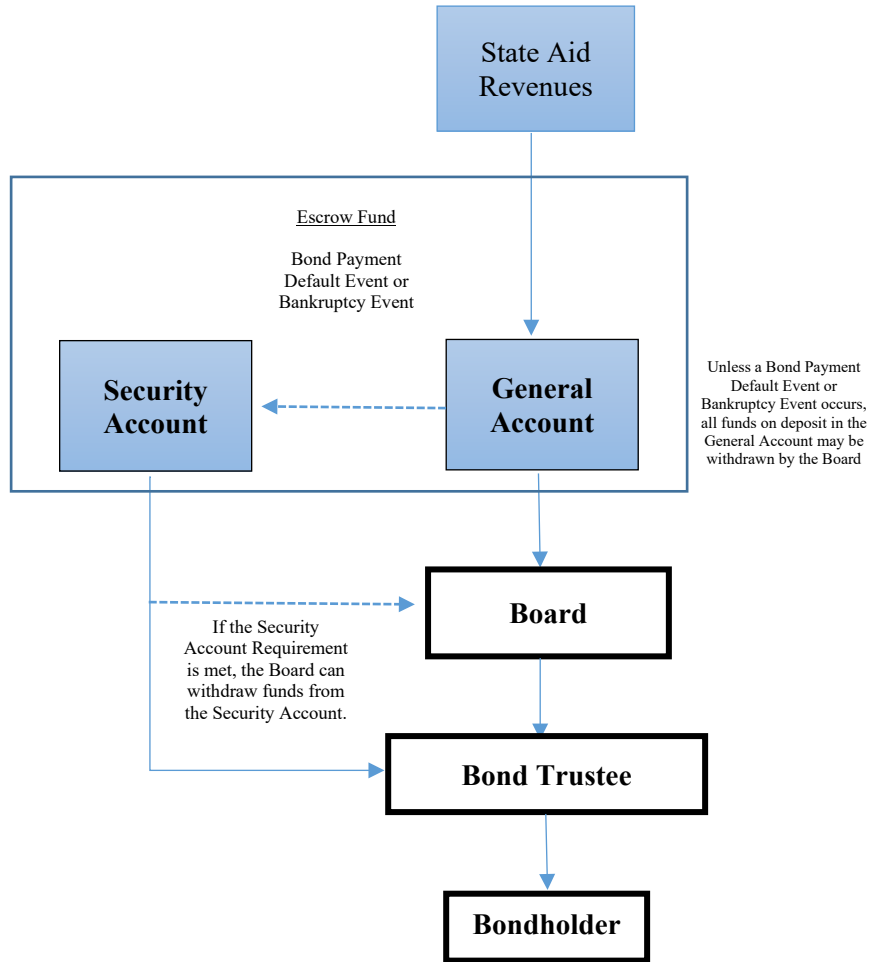 State Aid
Revenues
Escrow Fund
Bond Payment
Default Event or
Bankruptcy Event
Security
Account
General
Account
Unless a Bond Payment
Default Event or
Bankruptcy Event occurs,
all funds on deposit in the
General Account may be
withdrawn by the Board
Board
If the Security
Account Requirement
is met, the Board can
withdraw funds from
the Security Account.
Bond Trustee
Bondholder